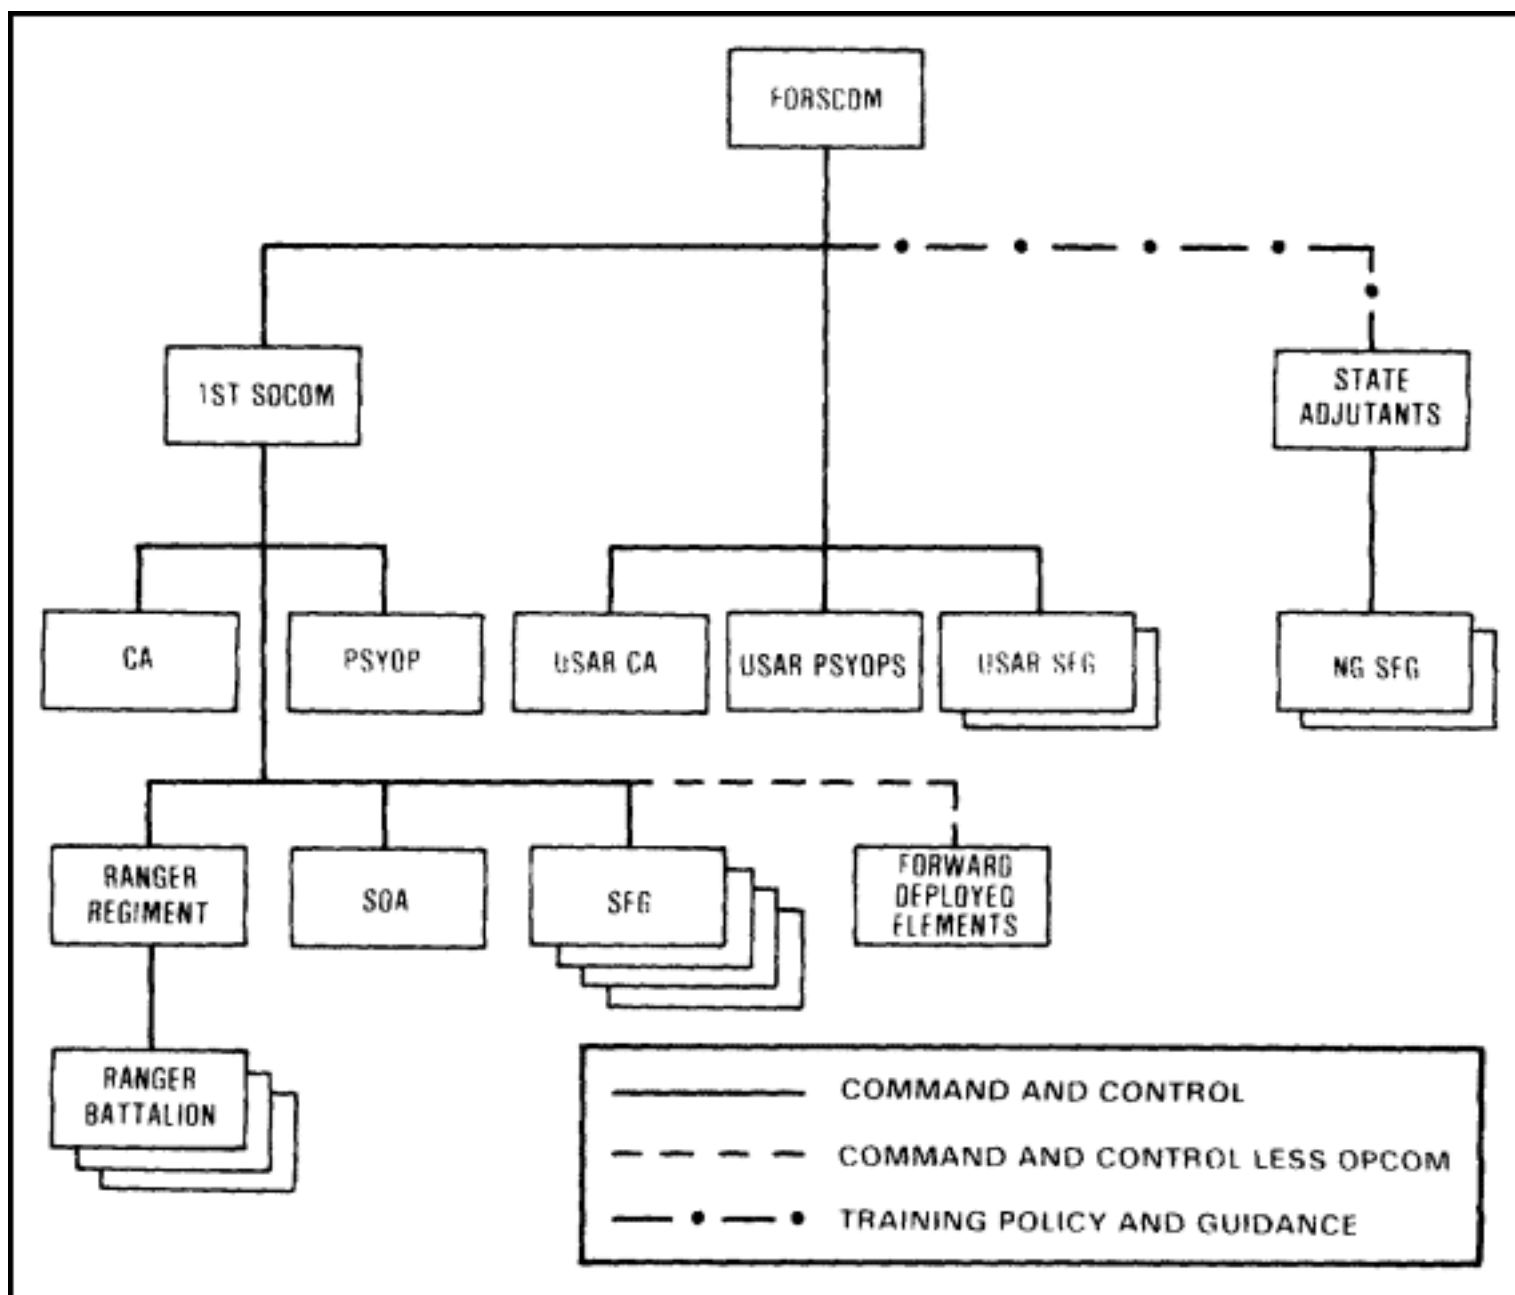 FORSCOM
1ST SOCOM
STATE
ADJUTANTS
CA
PSYOP
USAR CA
USAR PSYOPS
USAR SFG
NG SFG
RANGER
REGIMENT
SOA
SFG
FORWARD
DEPLOYED
ELEMENTS
RANGER
BATTALION
COMMAND AND CONTROL
COMMAND AND CONTROL LESS OPCOM
TRAINING POLICY AND GUIDANCE